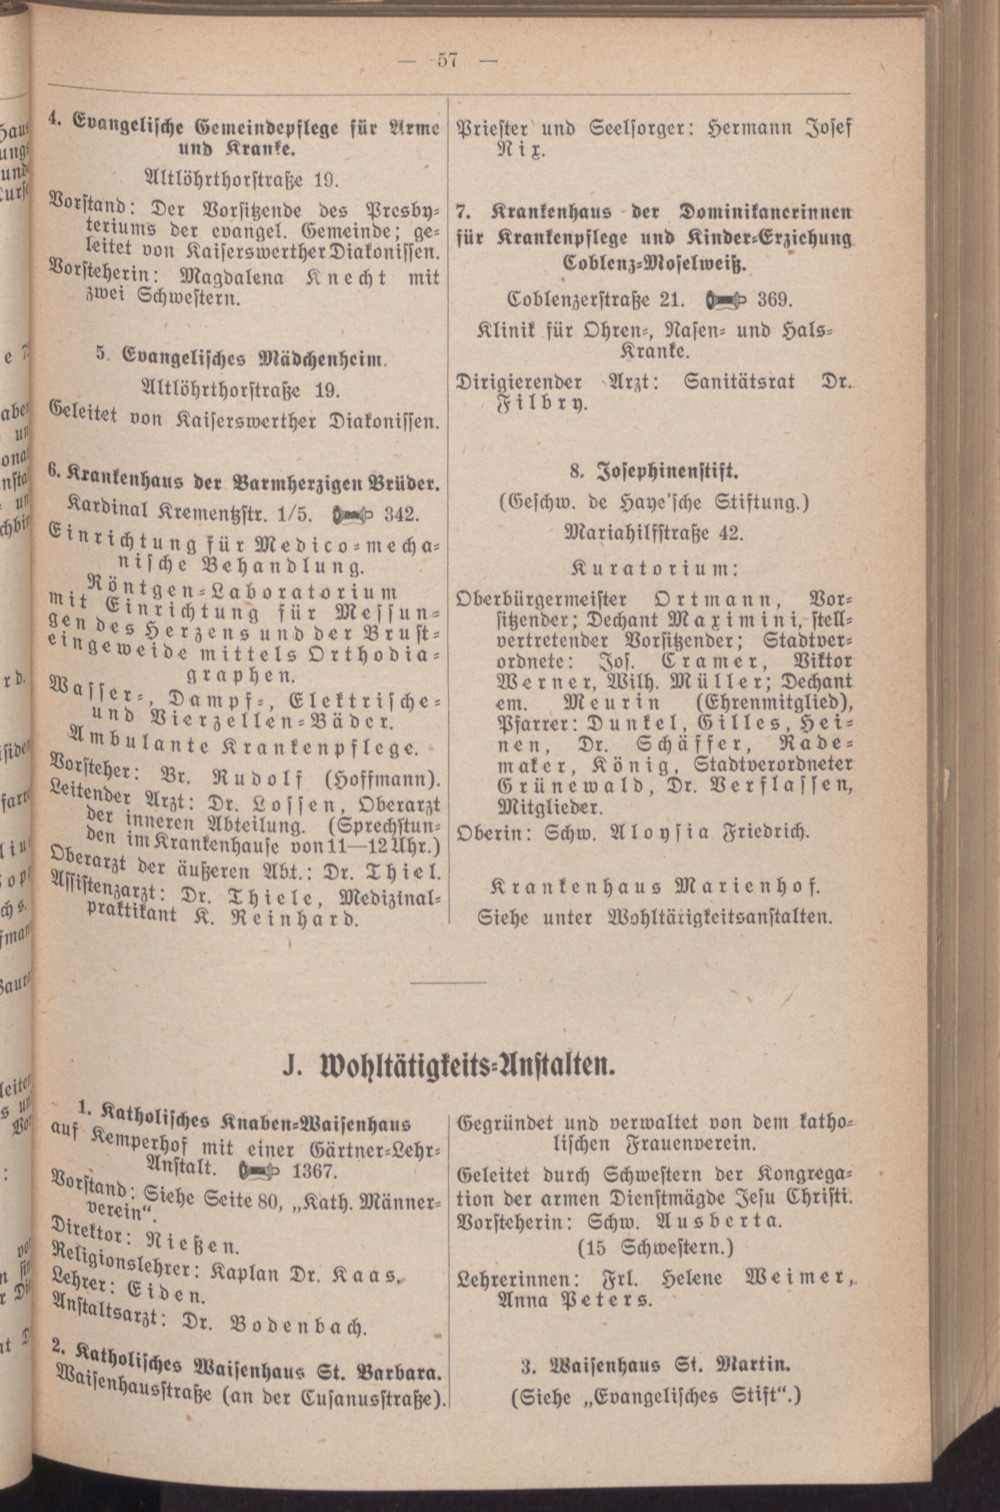 — 57 —
4. Evangelische Gemeindepflege für Arme
und Kranke.
Altlöhrthorstraße 19.
Vorstand: Der Vorsitzende des Presby-
teriums der evangel. Gemeinde; ge-
leitet von Kaiserswerther Diakonissen.
Vorsteherin: Magdalena Knecht mit
zwei Schwestern.
5. Evangelisches Mädchenheim.
Altlöhrthorstraße 19.
Geleitet von Kaiserswerther Diakonissen.
6. Krankenhaus der Barmherzigen Brüder.
Kardinal Krementzstr. 1/5. 342.
Einrichtung für Medico-mecha-
nische Behandlung.
Röntgen-Laboratorium
mit Einrichtung für Messun-
gen des Herzens und der Brust-
eingeweide mittels Orthodia-
graphen.
Wasser-, Dampf-, Elektrische-
und Vierzellen-Bäder.
Ambulante Krankenpflege.
Vorsteher: Br. Rudolf (Hoffmann).
Leitender Arzt: Dr. Lossen, Oberarzt
der inneren Abteilung. (Sprechstun-
den im Krankenhause von 11—12 Uhr.)
Oberarzt der äußeren Abt.: Dr. Thiel.
Assistenzarzt: Dr. Thiele, Medizinal-
praktikant K. Reinhard.
Priester und Seelsorger: Hermann Josef
Nix.
7. Krankenhaus der Dominikanerinnen
für Krankenpflege und Kinder-Erziehung
Coblenz-Moselweiß.
Coblenzerstraße 21. 369.
Klinik für Ohren-, Nasen- und Hals-
Kranke.
Dirigierender Arzt: Sanitätsrat Dr.
Filbry.
8. Josephinenstift.
(Geschw. de Haye'sche Stiftung.)
Mariahilfstraße 42.
Kuratorium:
Oberbürgermeister Ortmann, Vor-
sitzender; Dechant Maximini, stell-
vertretender Vorsitzender; Stadtver-
ordnete: Jos. Cramer, Viktor
Werner, Wilh. Müller; Dechant
em. Meurin (Ehrenmitglied),
Pfarrer: Dunkel, Gilles, Hei-
nen, Dr. Schäffer, Rade-
maker, König, Stadtverordneter
Grünewald, Dr. Verflassen,
Mitglieder.
Oberin: Schw. Aloysia Friedrich.
Krankenhaus Marienhof.
Siehe unter Wohltätigkeitsanstalten.
J. Wohltätigkeits-Anstalten.
1. Katholisches Knaben-Waisenhaus
auf Kemperhof mit einer Gärtner-Lehr-
Anstalt. 1367.
Vorstand: Siehe Seite 80, „Kath. Männer-
verein“.
Direktor: Nießen.
Religionslehrer: Kaplan Dr. Kaas.
Lehrer: Eiden.
Anstaltsarzt: Dr. Bodenbach.
2. Katholisches Waisenhaus St. Barbara.
Waisenhausstraße (an der Cusanusstraße).
Gegründet und verwaltet von dem katho-
lischen Frauenverein.
Geleitet durch Schwestern der Kongrega-
tion der armen Dienstmägde Jesu Christi.
Vorsteherin: Schw. Ausberta.
(15 Schwestern.)
Lehrerinnen: Frl. Helene Weimer,
Anna Peters.
3. Waisenhaus St. Martin.
(Siehe „Evangelisches Stift“.)